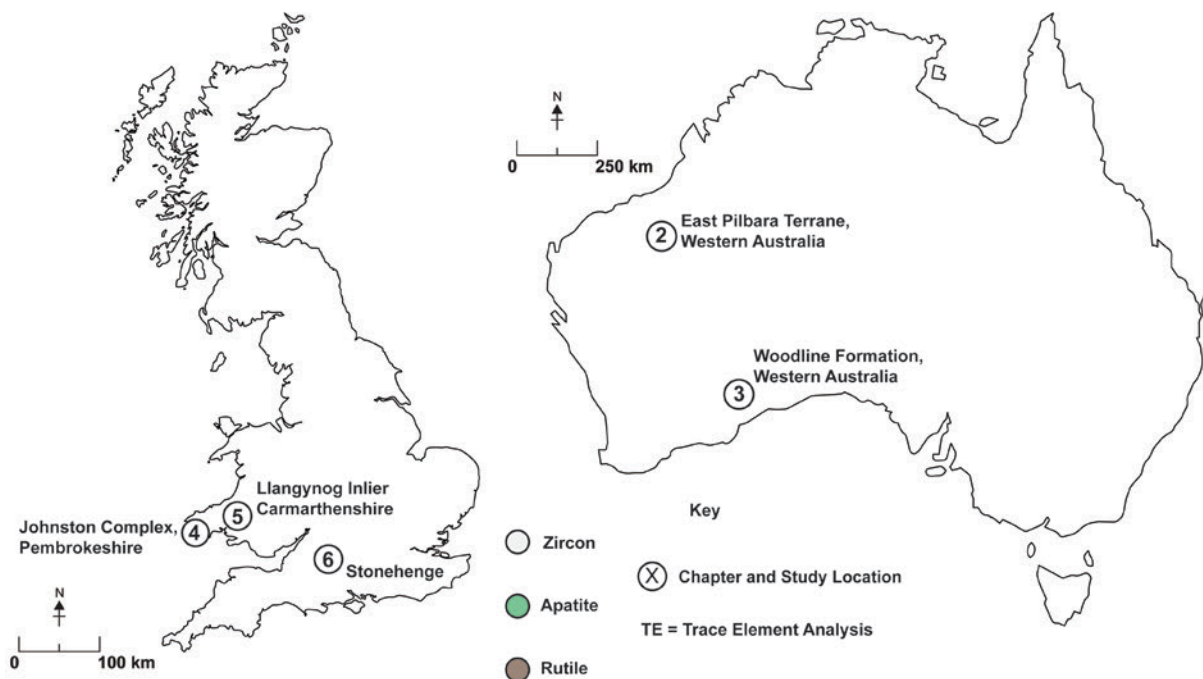 N
0 250 km
2 East Pilbara Terrane,
Western Australia
Woodline Formation,
3 Western Australia
Llangynog Inlier
5 Carmarthenshire
Johnston Complex,
Pembrokeshire 4
6 Stonehenge
N
0 100 km
Key
Zircon
Apatite
Rutile
X Chapter and Study Location
TE = Trace Element Analysis